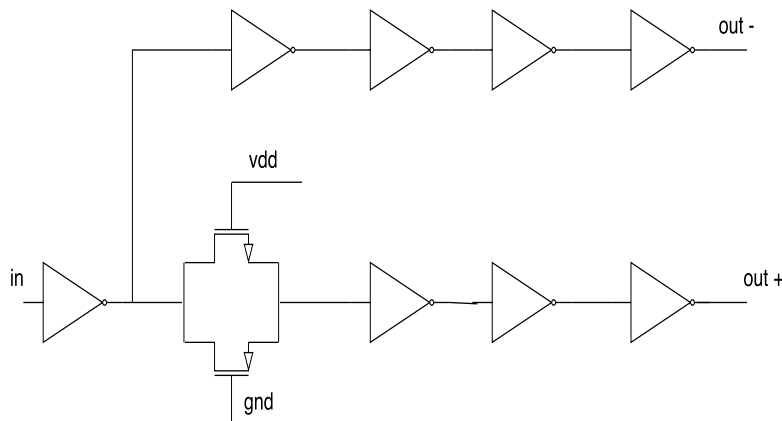 out -
vdd
in
out +
gnd